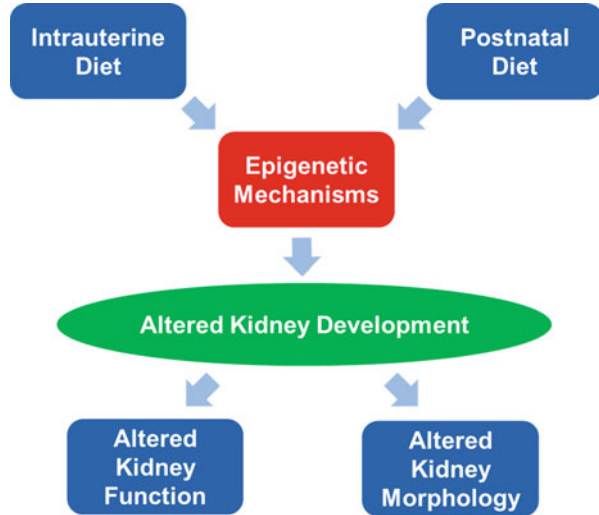 Intrauterine
Diet
Postnatal
Diet
Epigenetic
Mechanisms
Altered Kidney Development
Altered
Kidney
Function
Altered
Kidney
Morphology